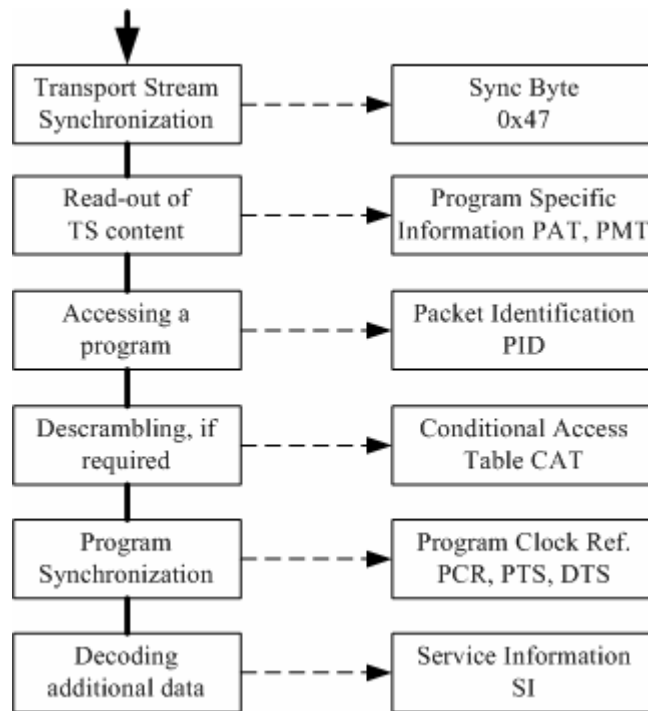 Transport Stream
Synchronization
Sync Byte
0x47
Read-out of
TS content
Program Specific
Information PAT, PMT
Accessing a
program
Packet Identification
PID
Descrambling, if
required
Conditional Access
Table CAT
Program
Synchronization
Program Clock Ref.
PCR, PTS, DTS
Decoding
additional data
Service Information
SI